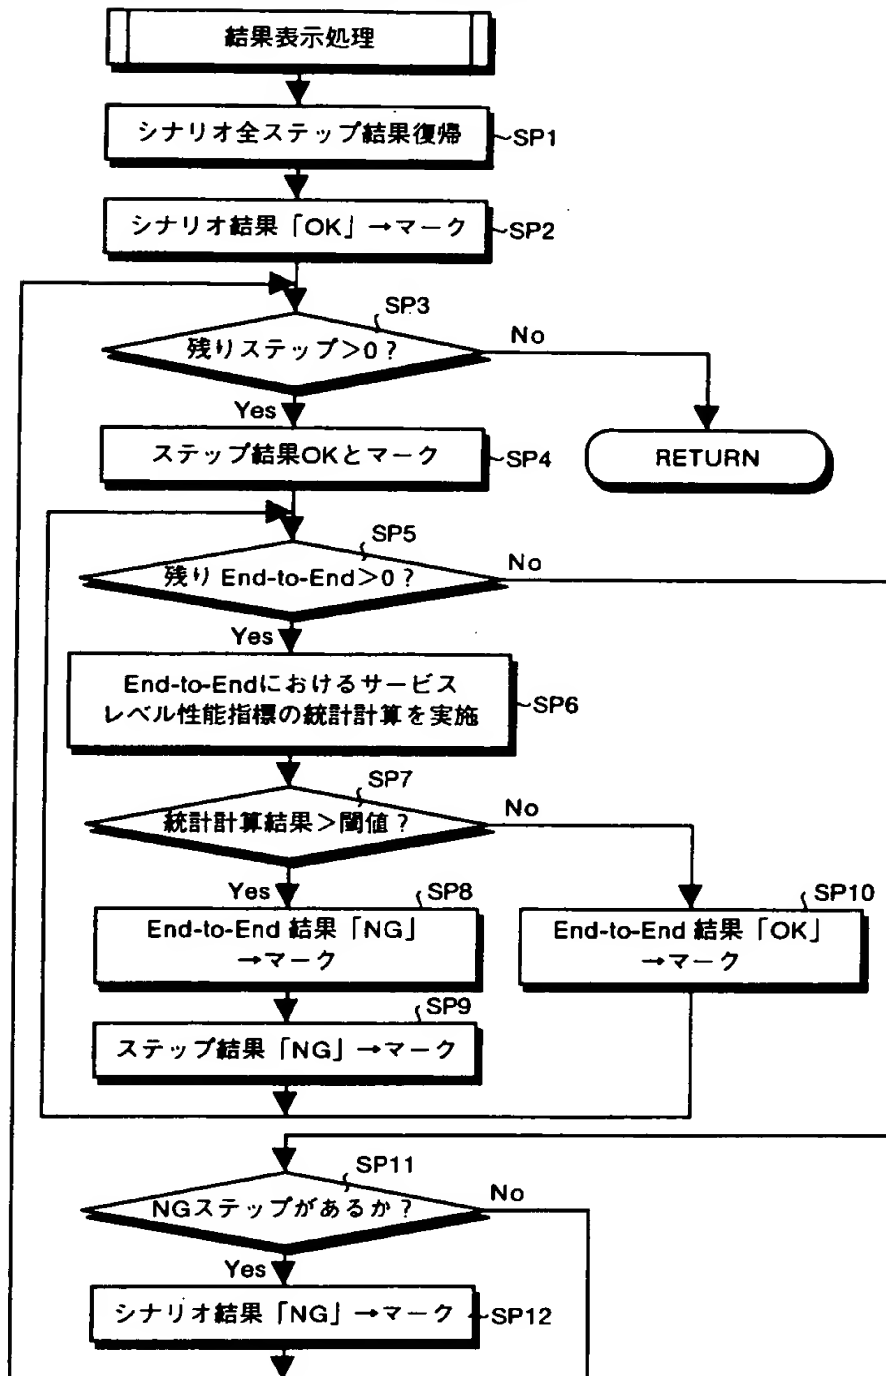 結果表示処理
シナリオ全ステップ結果復帰
SP1
シナリオ結果「OK」→マーク
SP2
SP3
残りステップ>0?
No
Yes
ステップ結果OKとマーク
SP4
RETURN
SP5
残り End-to-End>0?
No
Yes
End-to-Endにおけるサービス
レベル性能指標の統計計算を実施
SP6
SP7
統計計算結果>閾値?
No
Yes
SP8
End-to-End 結果「NG」
→マーク
SP10
End-to-End 結果「OK」
→マーク
SP9
ステップ結果「NG」→マーク
SP11
NGステップがあるか?
No
Yes
シナリオ結果「NG」→マーク
SP12